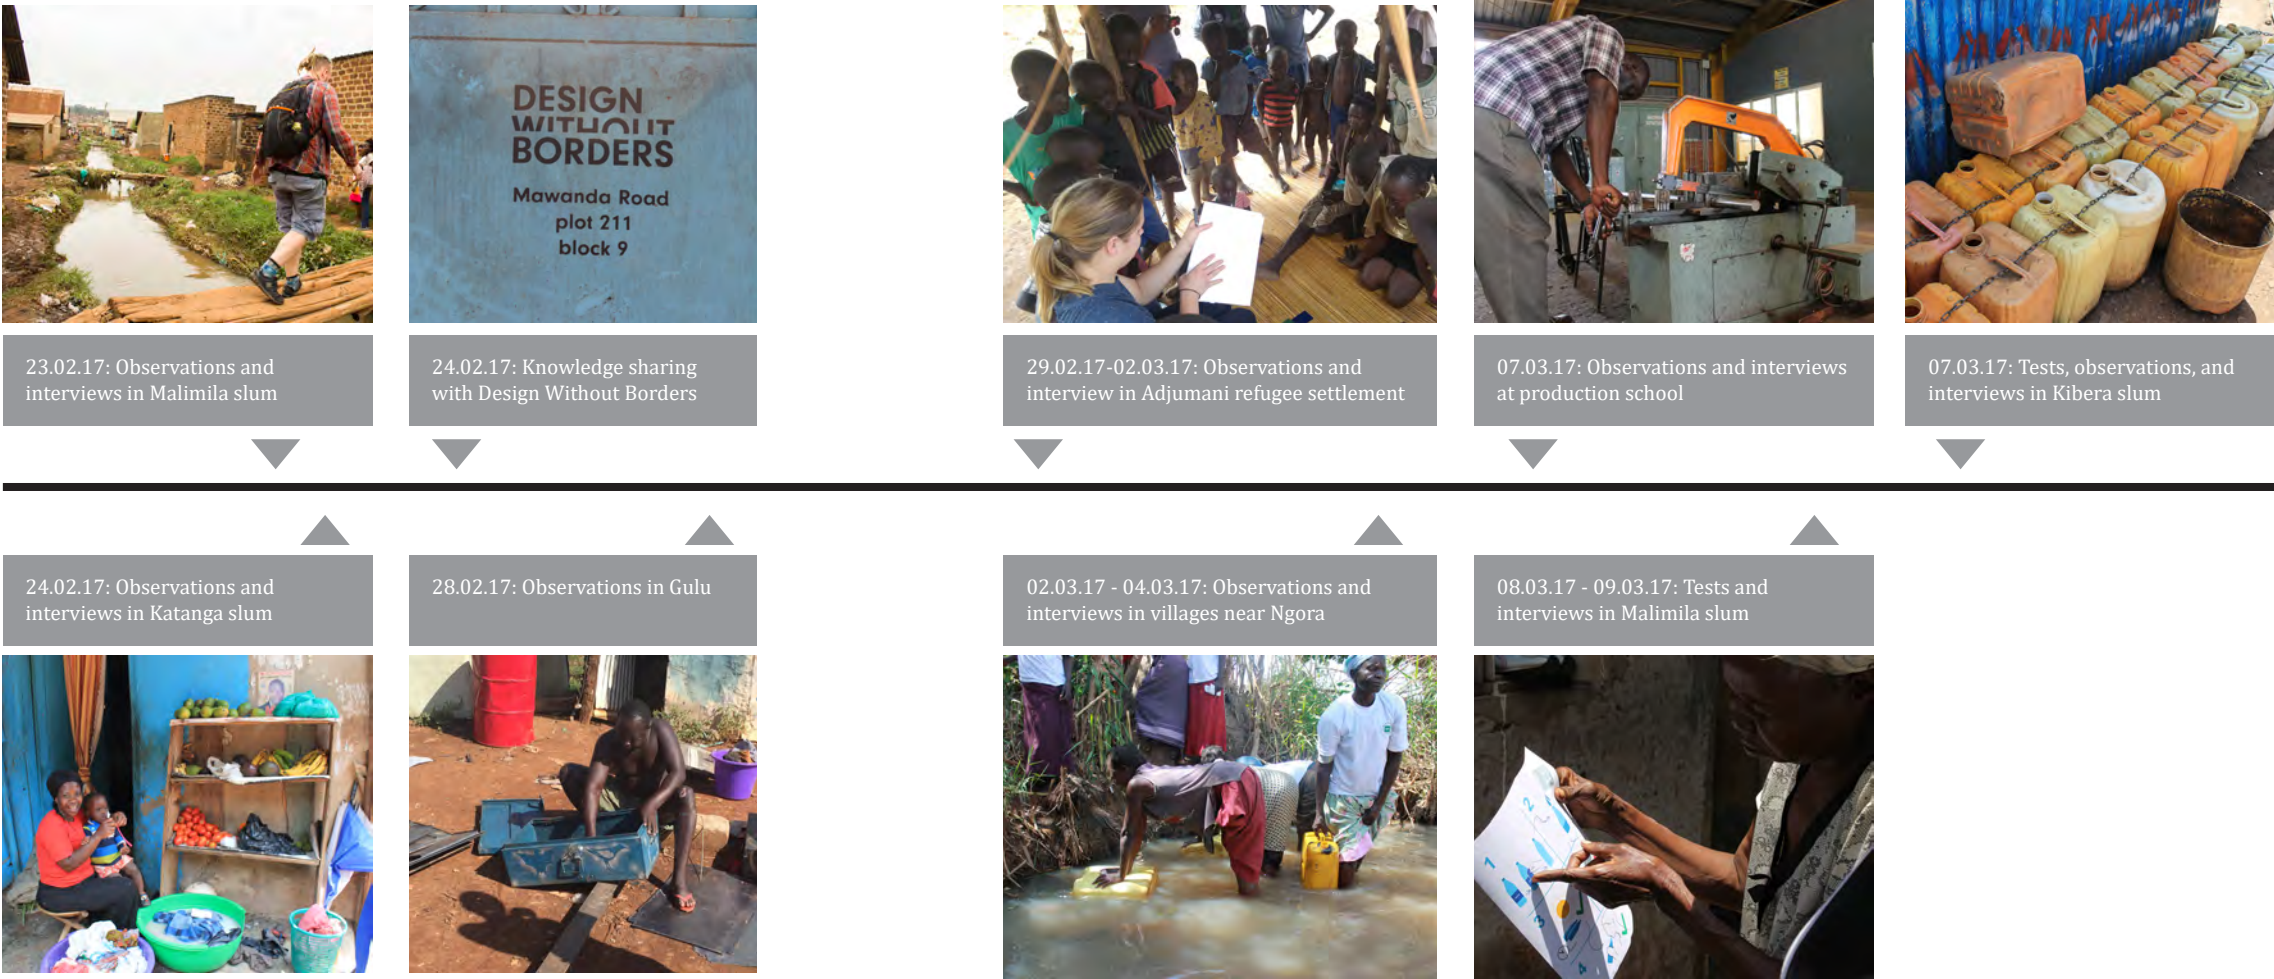 DESIGN
WITHOUT
BORDERS
Mawanda Road
plot 211
block 9
23.02.17: Observations and
interviews in Malimila slum
24.02.17: Knowledge sharing
with Design Without Borders
29.02.17-02.03.17: Observations and
interview in Adjumani refugee settlement
07.03.17: Observations and interviews
at production school
07.03.17: Tests, observations, and
interviews in Kibera slum
24.02.17: Observations and
interviews in Katanga slum
28.02.17: Observations in Gulu
02.03.17 - 04.03.17: Observations and
interviews in villages near Ngora
08.03.17 - 09.03.17: Tests and
interviews in Malimila slum
1
2
3
4